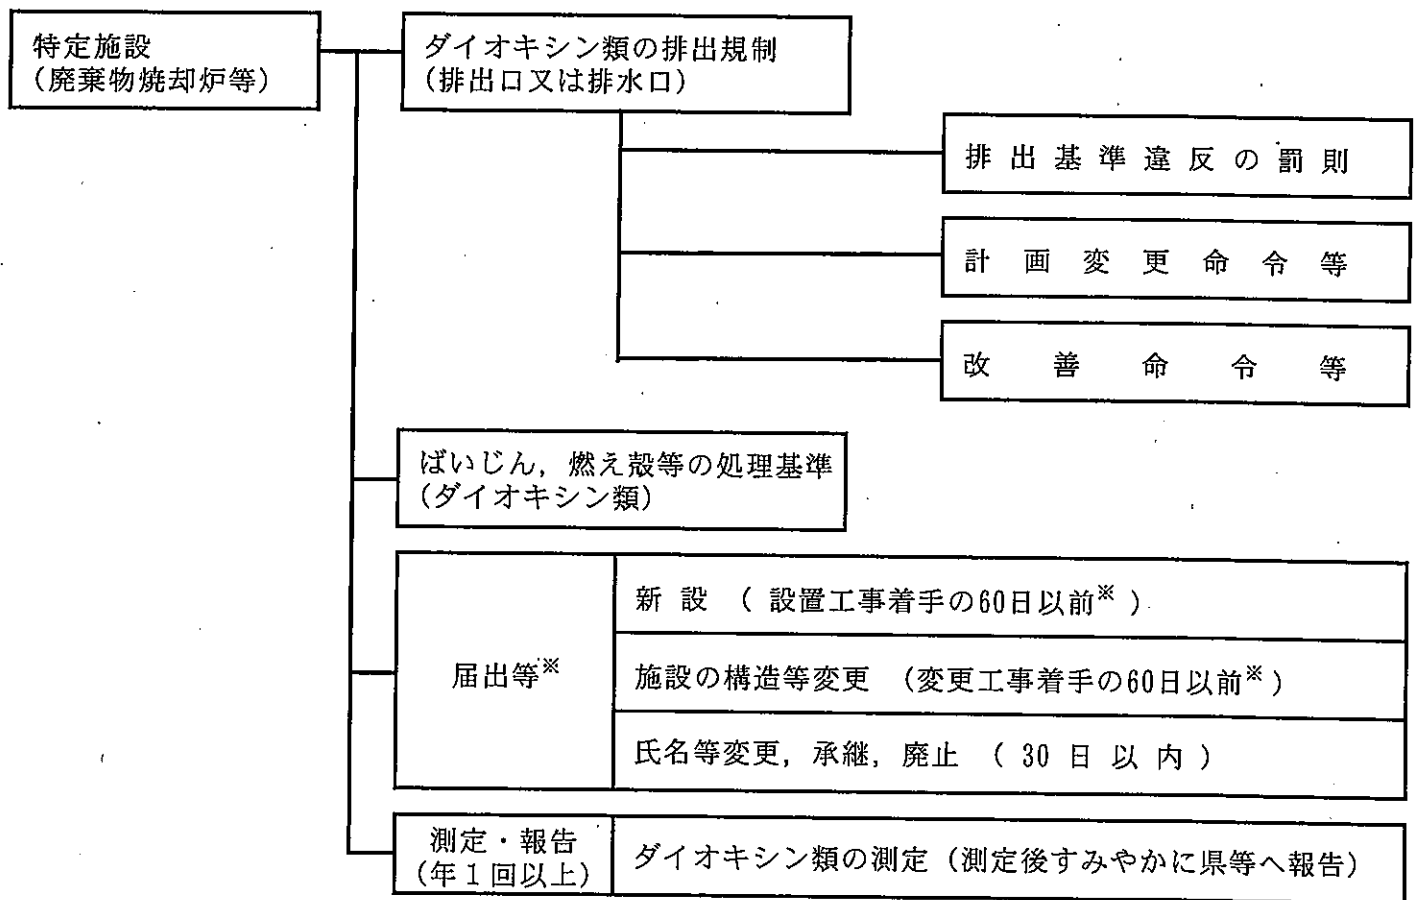 特定施設
(廃棄物焼却炉等)
ダイオキシン類の排出規制
(排出口又は排水口)
排出基準違反の罰則
計画変更命令等
改善命令等
ばいじん，燃え殻等の処理基準
(ダイオキシン類)
届出等※
新設 ( 設置工事着手の60日以前※ )
施設の構造等変更 (変更工事着手の60日以前※ )
氏名等変更，承継，廃止 ( 30日以内 )
測定・報告
(年1回以上)
ダイオキシン類の測定 (測定後すみやかに県等へ報告)